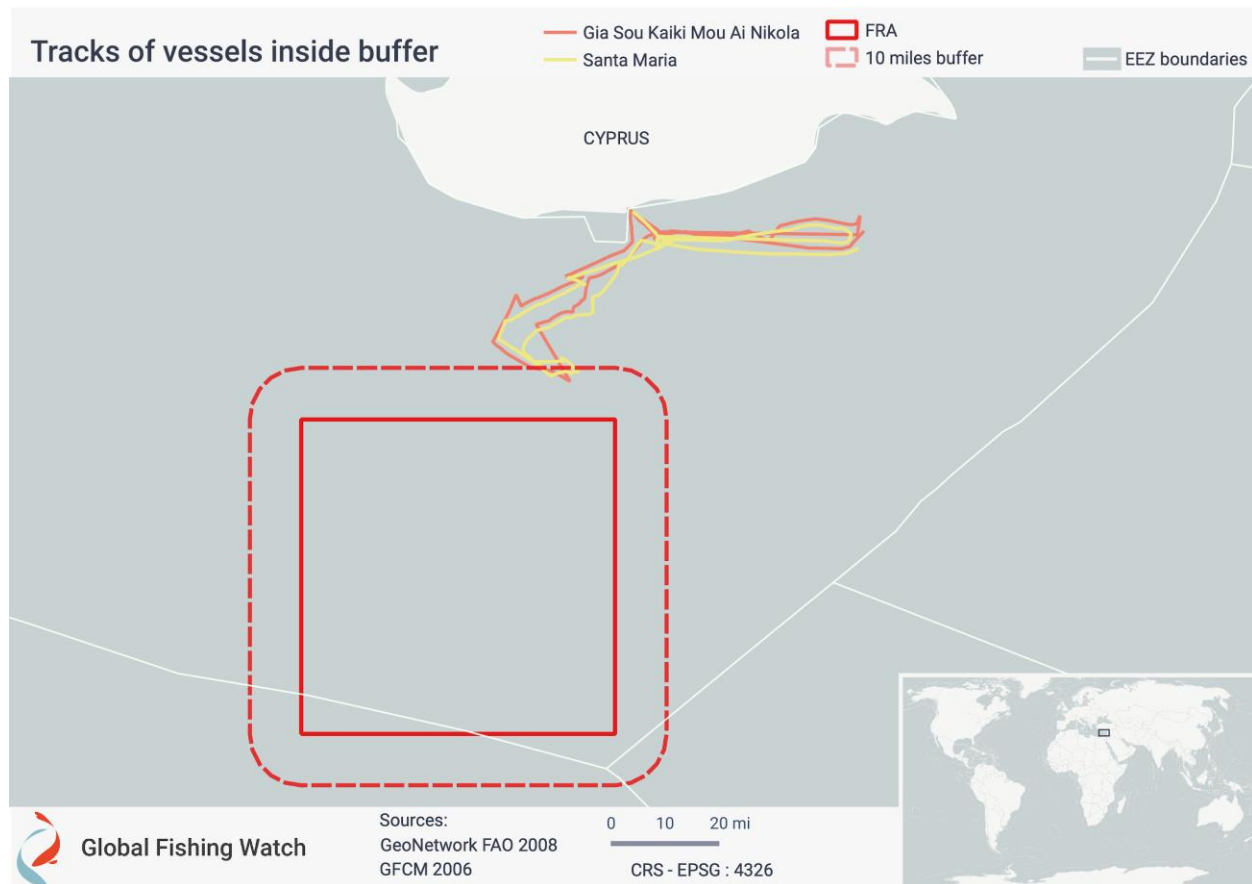 Tracks of vessels inside buffer
Gia Sou Kaiki Mou Ai Nikola
Santa Maria
FRA
10 miles buffer
EEZ boundaries
CYPRUS
Global Fishing Watch
Sources:
GeoNetwork FAO 2008
GFCM 2006
0 10 20 mi
CRS - EPSG : 4326